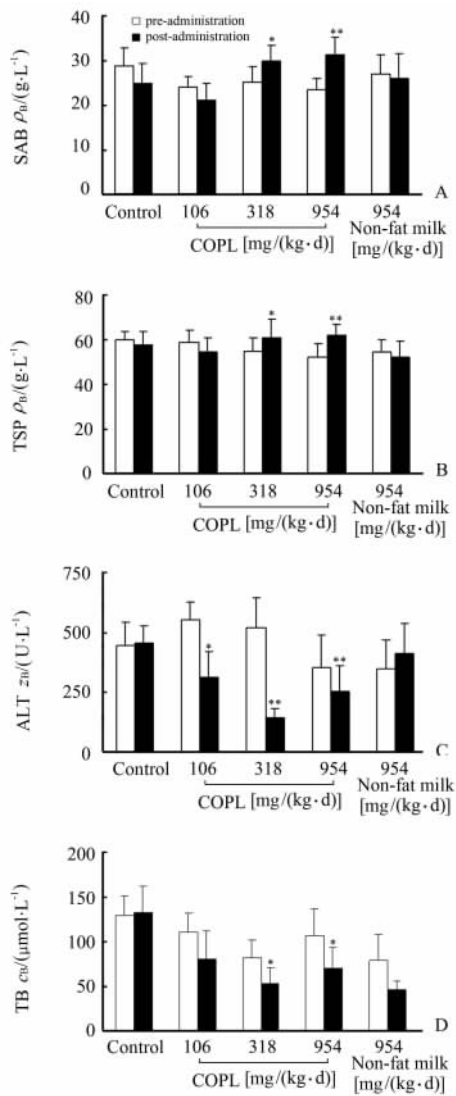 pre-administration
post-administration
SAB ρB/(g·L⁻¹)
40
30
20
10
0
* **
A
Control 106 318 954 954
COPL [mg/(kg·d)] Non-fat milk
[mg/(kg·d)]
TSP ρB/(g·L⁻¹)
80
60
40
20
0
* **
B
Control 106 318 954 954
COPL [mg/(kg·d)] Non-fat milk
[mg/(kg·d)]
ALT zB/(U·L⁻¹)
750
500
250
0
* ** **
C
Control 106 318 954 954
COPL [mg/(kg·d)] Non-fat milk
[mg/(kg·d)]
TB cB/(μmol·L⁻¹)
200
150
100
50
0
* *
D
Control 106 318 954 954
COPL [mg/(kg·d)] Non-fat milk
[mg/(kg·d)]